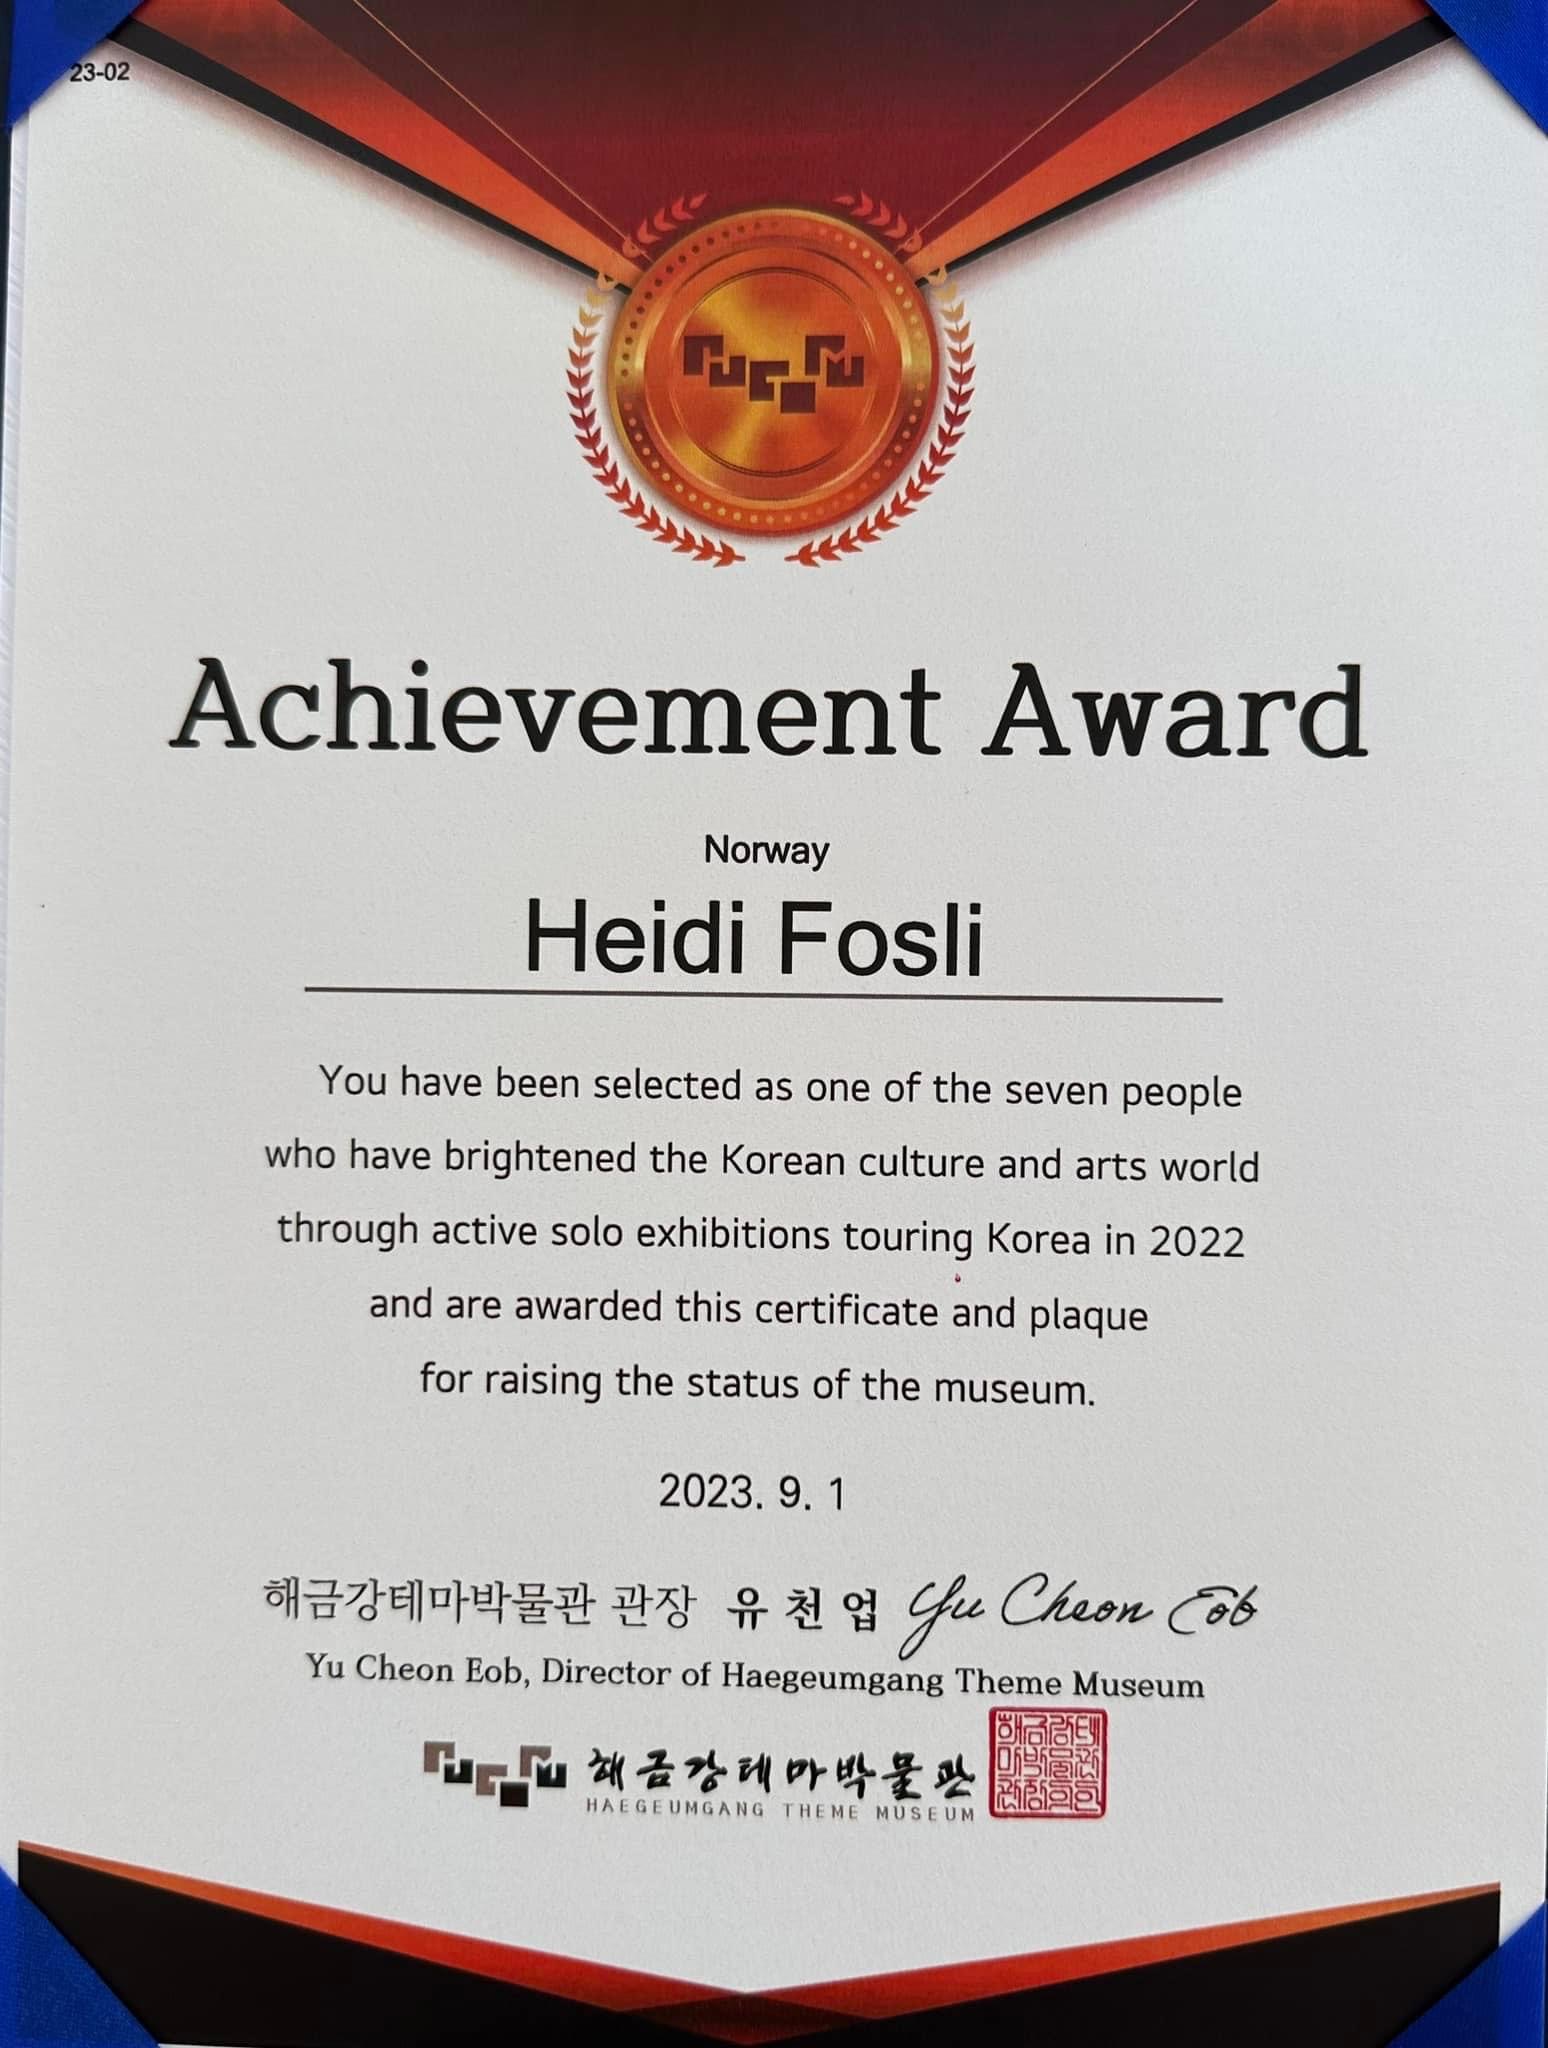 23-02
Achievement Award
Norway
Heidi Fosli
You have been selected as one of the seven people
who have brightened the Korean culture and arts world
through active solo exhibitions touring Korea in 2022
and are awarded this certificate and plaque
for raising the status of the museum.
2023. 9. 1
해금강테마박물관 관장 유 천 업 Yu Cheon Eob
Yu Cheon Eob, Director of Haegeumgang Theme Museum
해금강테마박물관
HAEGEUMGANG THEME MUSEUM